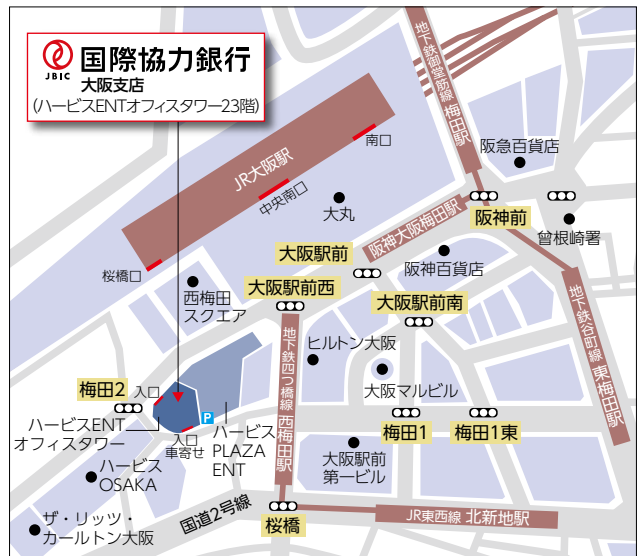 JBIC
国際協力銀行
大阪支店
(ハービスENTオフィスタワー23階)
地下鉄御堂筋線 梅田駅
南口
JR大阪駅
中央南口
大丸
阪急百貨店
阪神大阪梅田駅
阪神前
曾根崎署
大阪駅前
阪神百貨店
桜橋口
西梅田
スクエア
大阪駅前西
大阪駅前南
地下鉄谷町線 東梅田駅
地下鉄四つ橋線 西梅田駅
ヒルトン大阪
大阪マルビル
梅田2
入口
P
ハービスENT
オフィスタワー
入口
車寄せ
ハービス
PLAZA
ENT
梅田1
梅田1東
大阪駅前
第一ビル
ハービス
OSAKA
ザ・リッツ・
カールトン大阪
国道2号線
桜橋
JR東西線 北新地駅